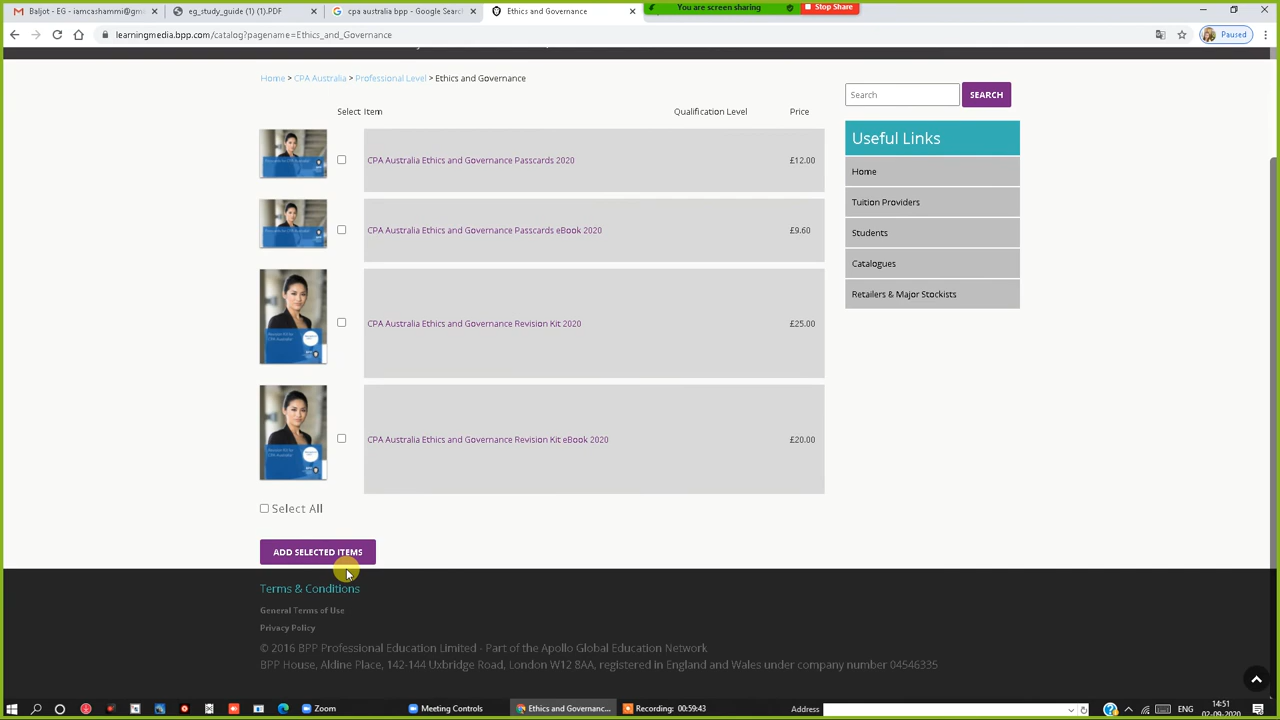 Baljot - EG - iamcashammi@gm
eg_study_guide (1) (1).PDF
cpa australia bpp - Google Searc
Ethics and Governance
You are screen sharing
Stop Share
learningmedia.bpp.com/catalog?pagename=Ethics_and_Governance
Paused
Home > CPA Australia > Professional Level > Ethics and Governance
Search
SEARCH
Select Item
Qualification Level
Price
Useful Links
CPA Australia Ethics and Governance Passcards 2020
£12.00
Home
Tuition Providers
CPA Australia Ethics and Governance Passcards eBook 2020
£9.60
Students
Catalogues
Retailers & Major Stockists
CPA Australia Ethics and Governance Revision Kit 2020
£25.00
CPA Australia Ethics and Governance Revision Kit eBook 2020
£20.00
Select All
ADD SELECTED ITEMS
Terms & Conditions
General Terms of Use
Privacy Policy
© 2016 BPP Professional Education Limited - Part of the Apollo Global Education Network
BPP House, Aldine Place, 142-144 Uxbridge Road, London W12 8AA, registered in England and Wales under company number 04546335
Zoom
Meeting Controls
Ethics and Governanc...
Recording: 00:59:43
Address
ENG
14:51
02-09-2020